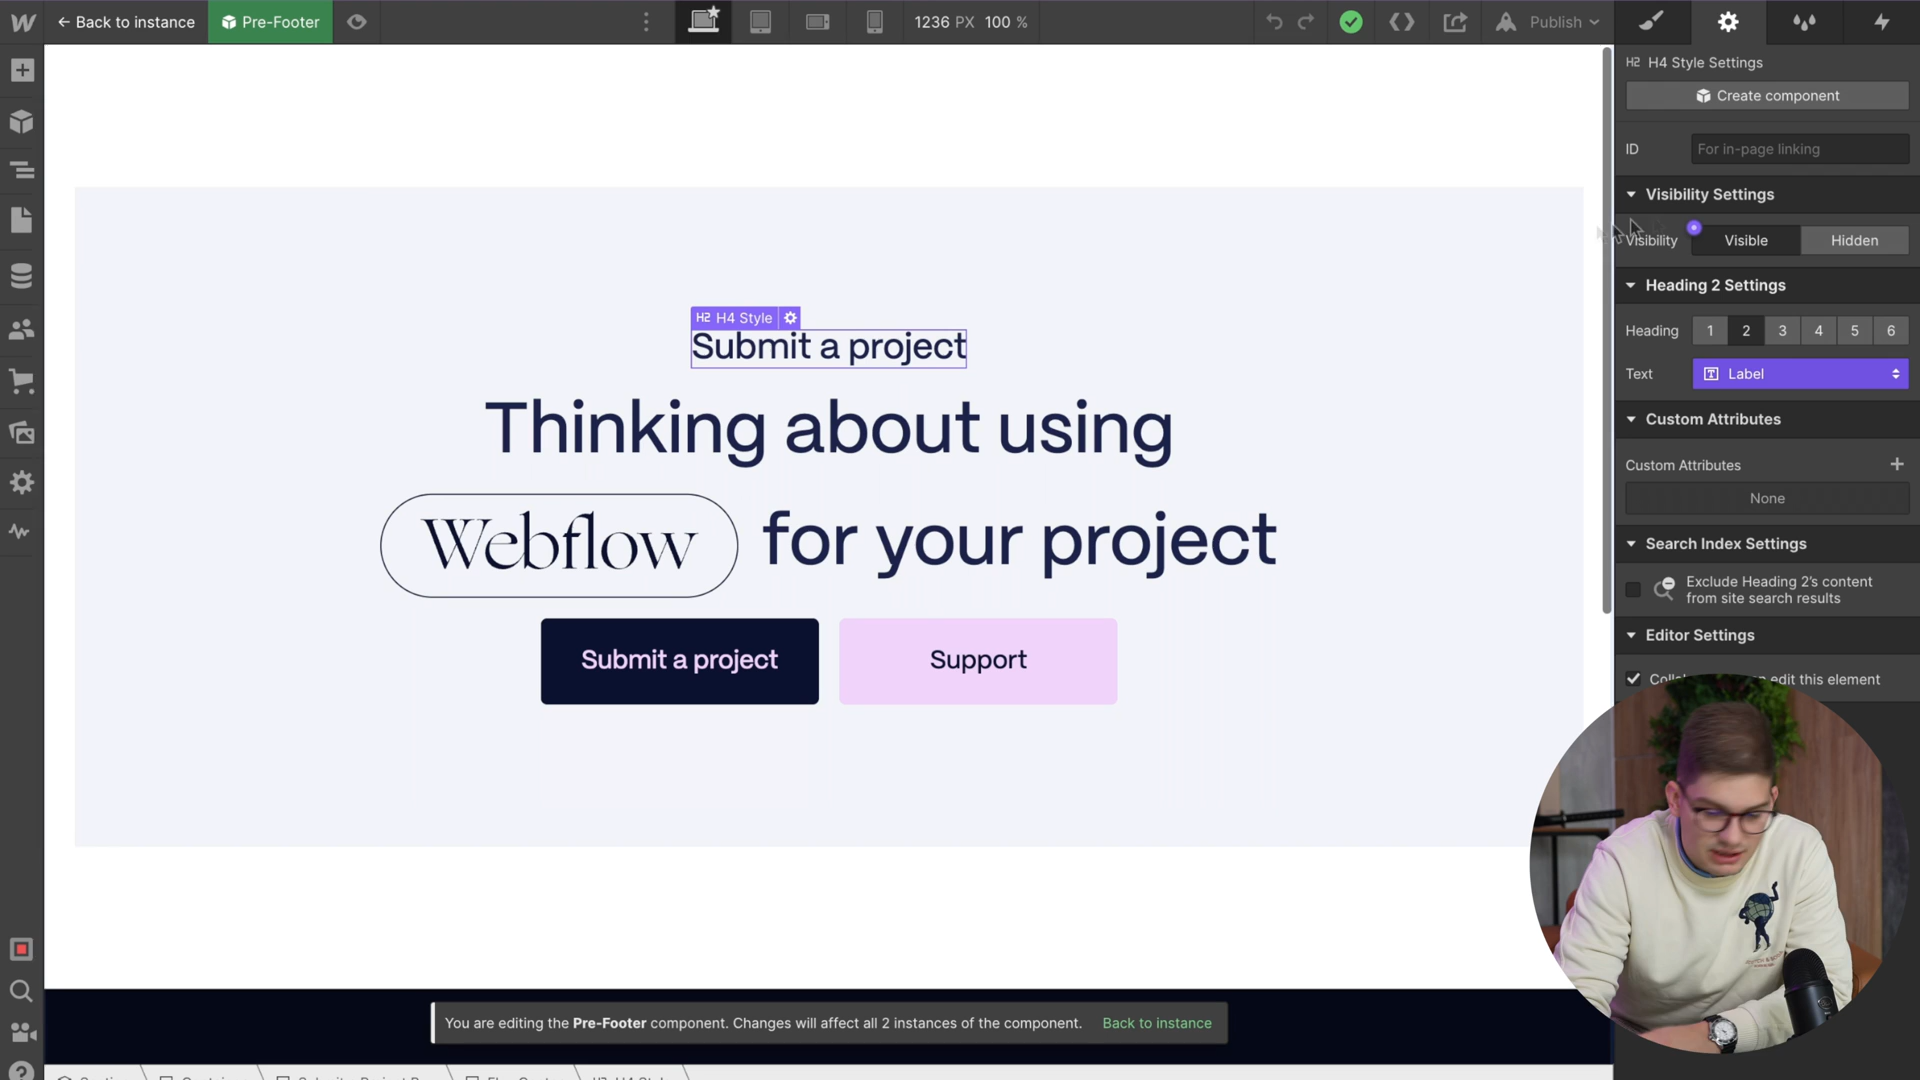 ← Back to instance
Pre-Footer
1236 PX 100 %
Publish
H2 H4 Style Settings
Create component
ID
For in-page linking
Visibility Settings
Visibility
Visible
Hidden
Heading 2 Settings
Heading
1 2 3 4 5 6
Text
Label
Custom Attributes
Custom Attributes
None
Search Index Settings
Exclude Heading 2's content
from site search results
Editor Settings
edit this element
H2 H4 Style
Submit a project
Thinking about using
Webflow for your project
Submit a project
Support
You are editing the Pre-Footer component. Changes will affect all 2 instances of the component. Back to instance